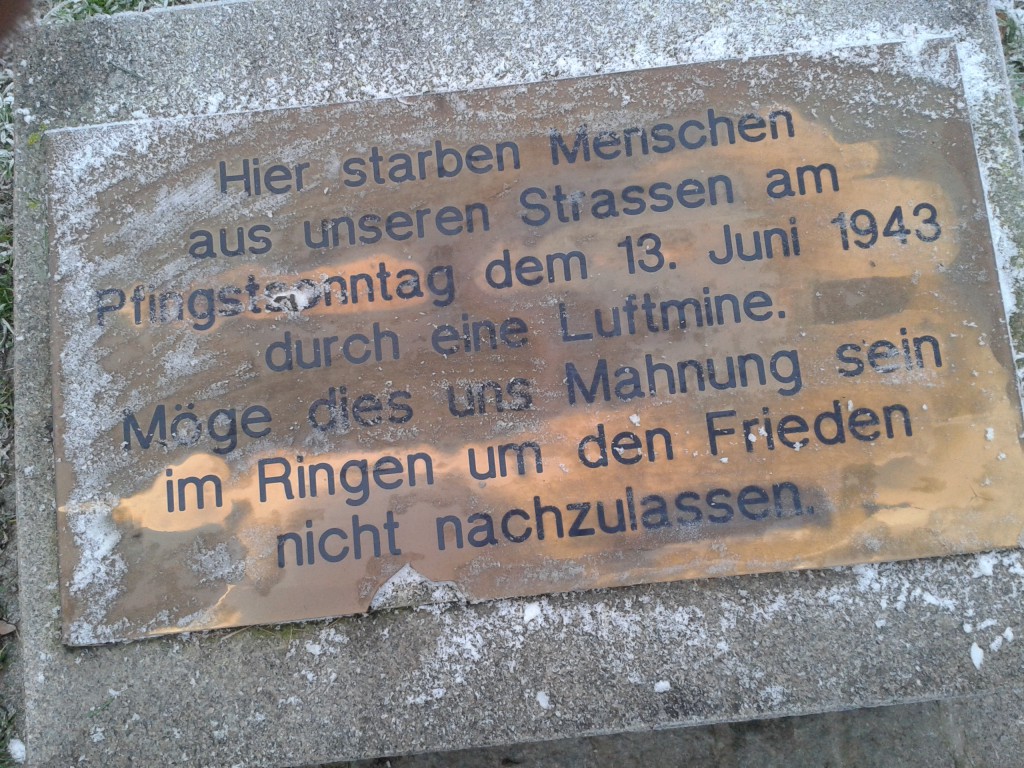 Hier starben Menschen
aus unseren Strassen am
Pfingstsonntag dem 13. Juni 1943
durch eine Luftmine.
Möge dies uns Mahnung sein
im Ringen um den Frieden
nicht nachzulassen.